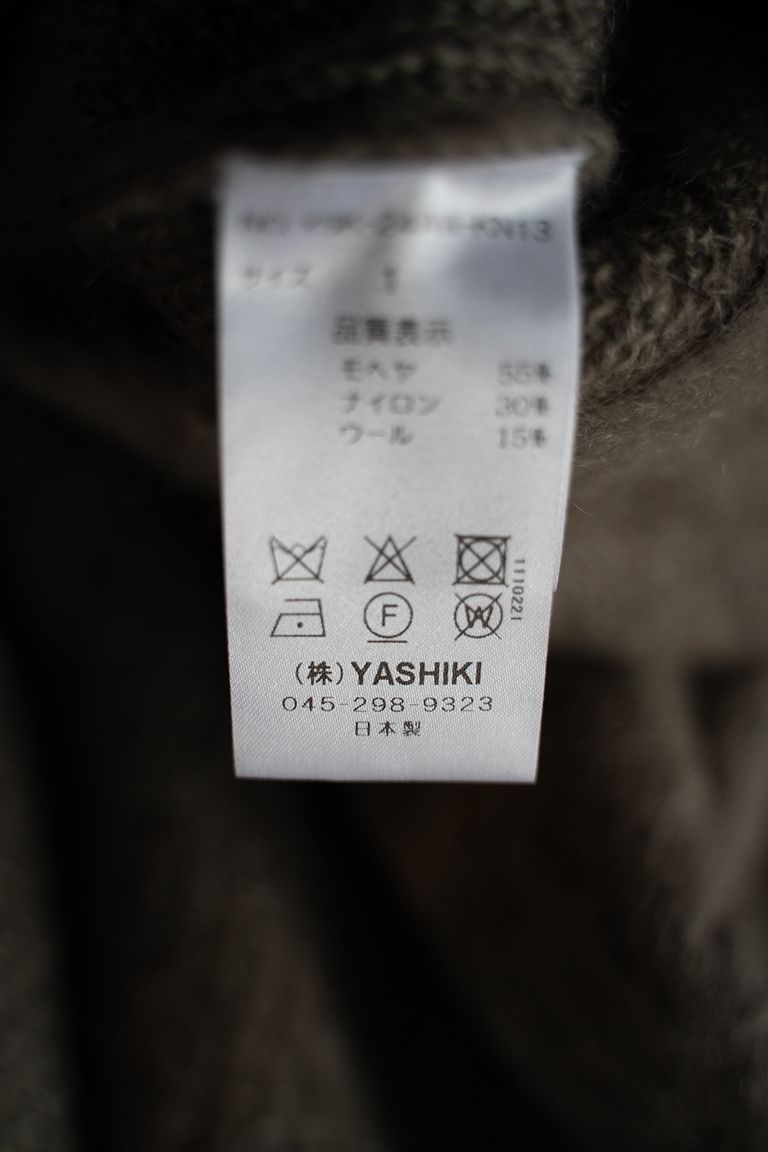 サイズ 1
品質表示
モヘヤ 55%
ナイロン 30%
ウール 15%
1110221
F W
(株)YASHIKI
045-298-9323
日本製